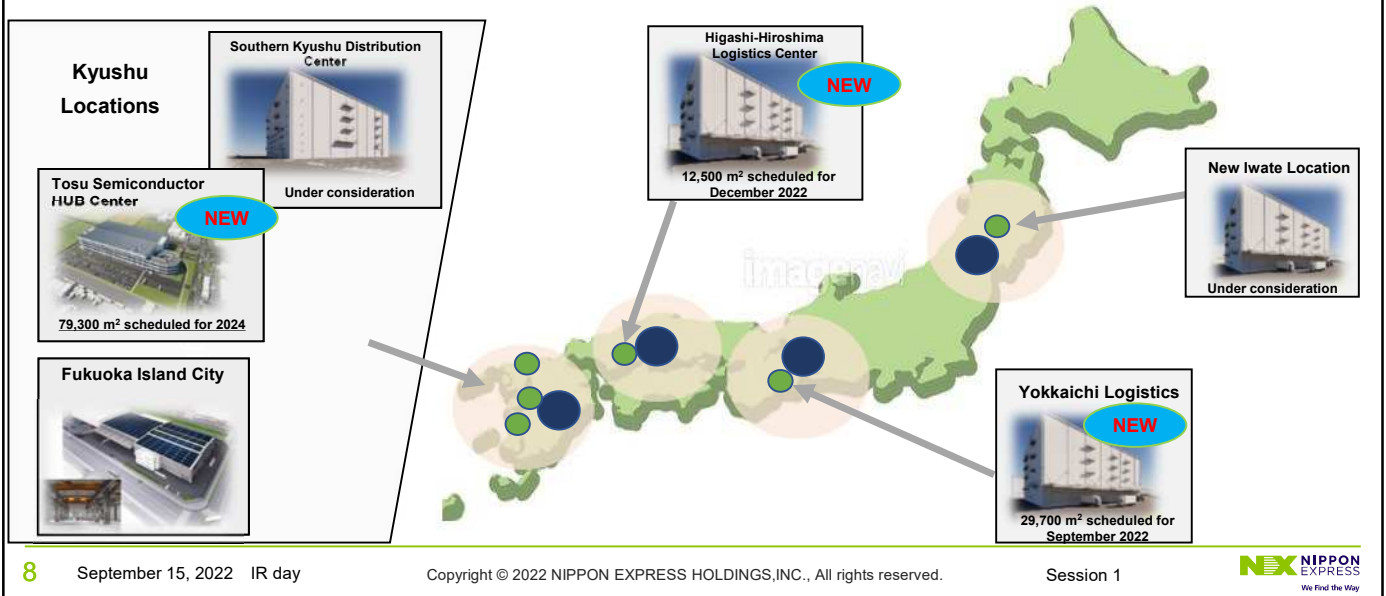 Kyushu
Locations
Southern Kyushu Distribution
Center
Under consideration
Tosu Semiconductor
HUB Center
NEW
79,300 m² scheduled for 2024
Fukuoka Island City
Higashi-Hiroshima
Logistics Center
NEW
12,500 m² scheduled for
December 2022
New Iwate Location
Under consideration
Yokkaichi Logistics
NEW
29,700 m² scheduled for
September 2022
imagenavi
8
September 15, 2022 IR day
Copyright © 2022 NIPPON EXPRESS HOLDINGS,INC., All rights reserved.
Session 1
NX NIPPON
EXPRESS
We Find the Way